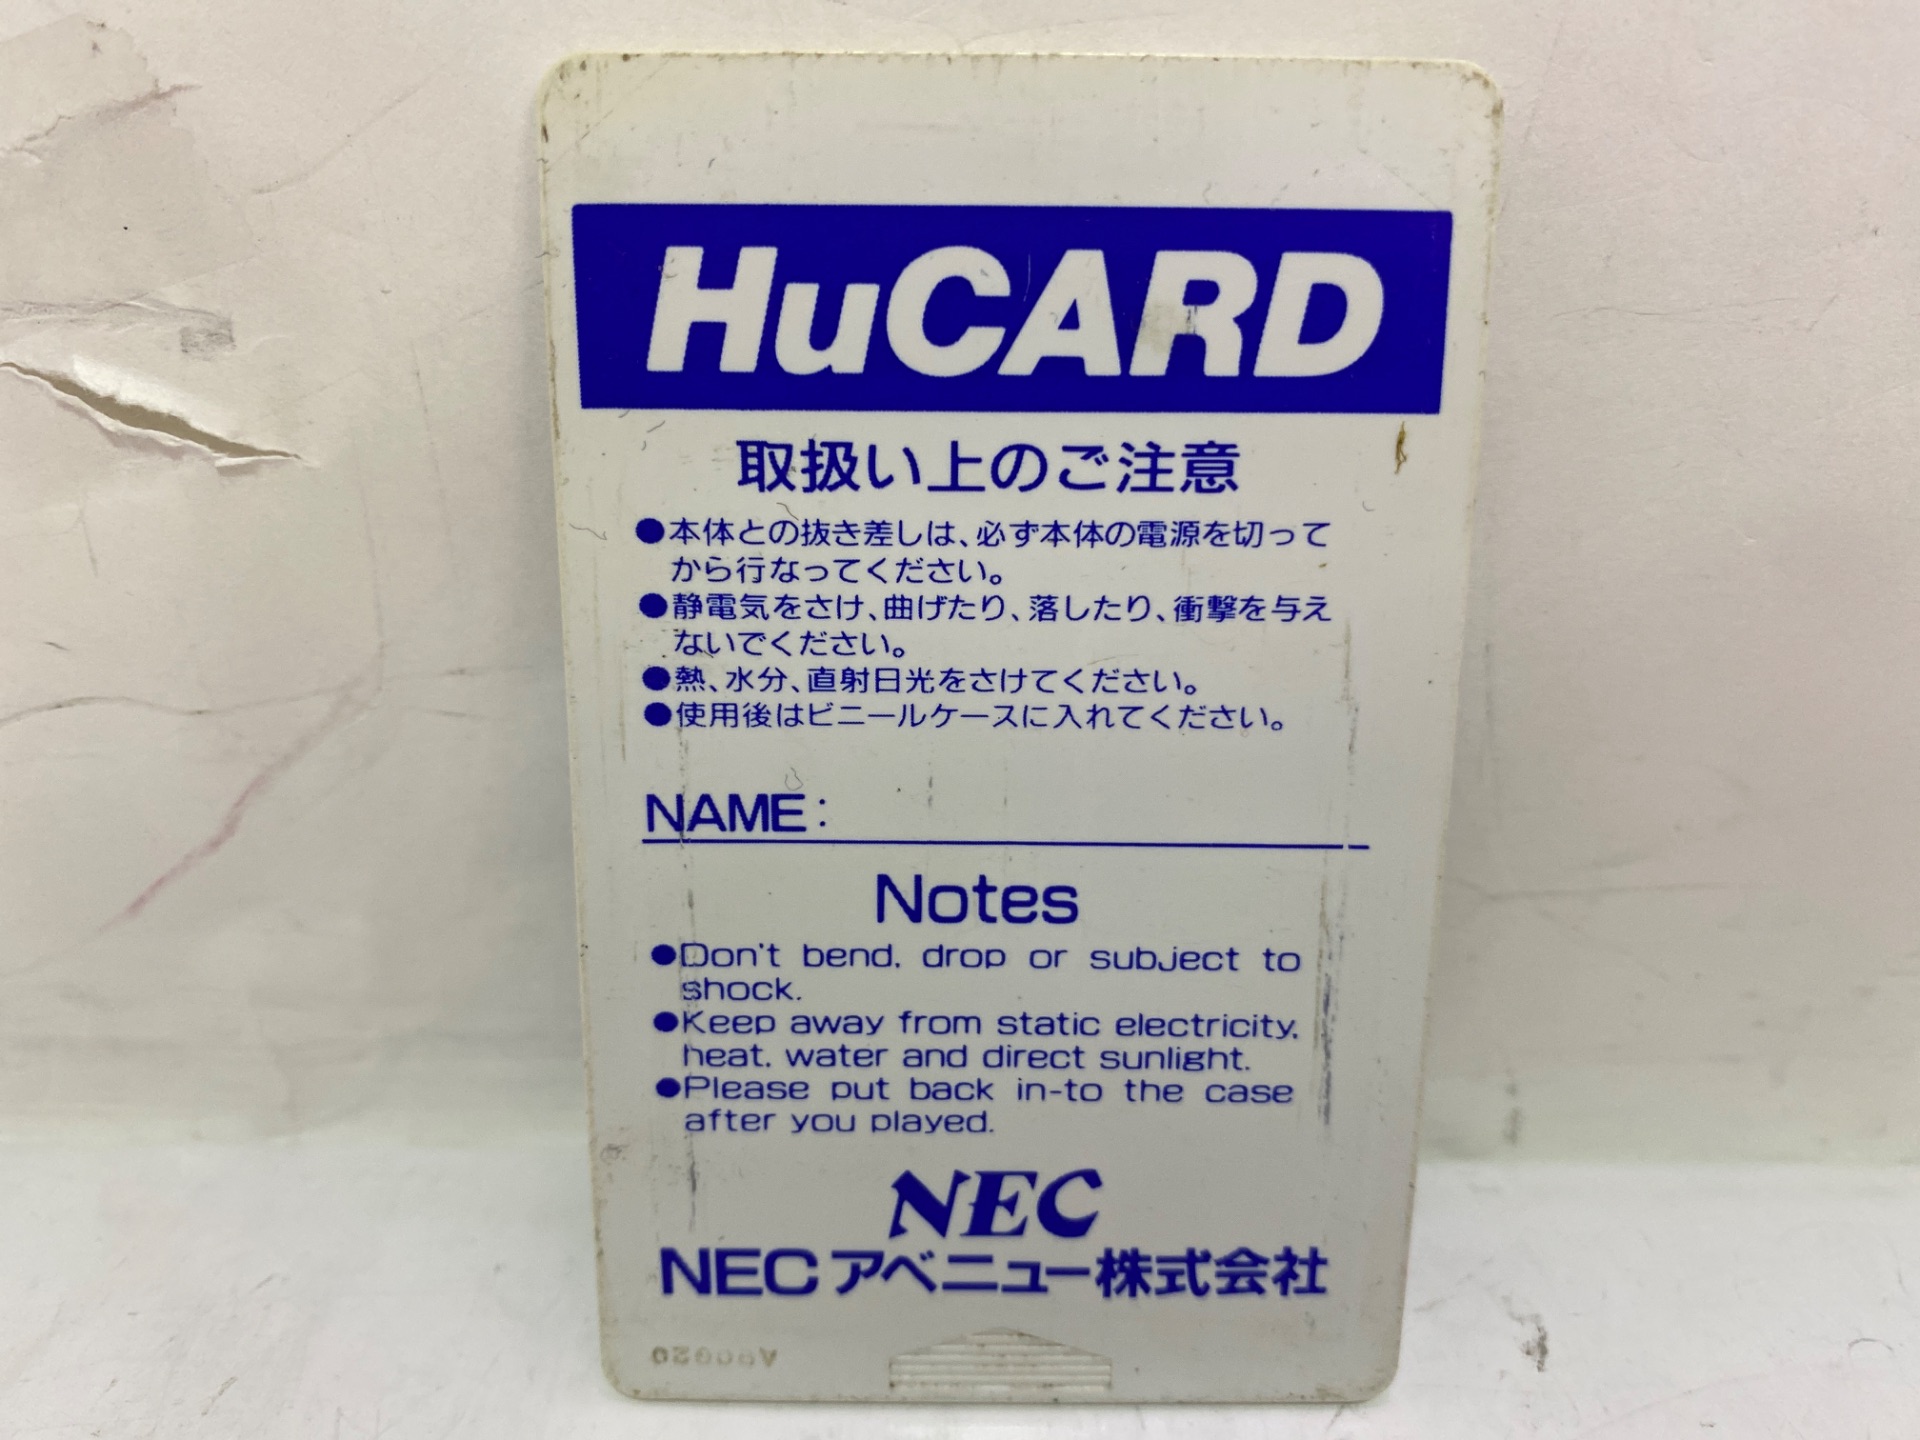 HuCARD
取扱い上のご注意
●本体との抜き差しは、必ず本体の電源を切って
から行なってください。
●静電気をさけ、曲げたり、落したり、衝撃を与え
ないでください。
●熱、水分、直射日光をさけてください。
●使用後はビニールケースに入れてください。
NAME:
Notes
●Don't bend, drop or subject to
shock.
●Keep away from static electricity,
heat, water and direct sunlight.
●Please put back in-to the case
after you played.
NEC
NECアベニュー株式会社